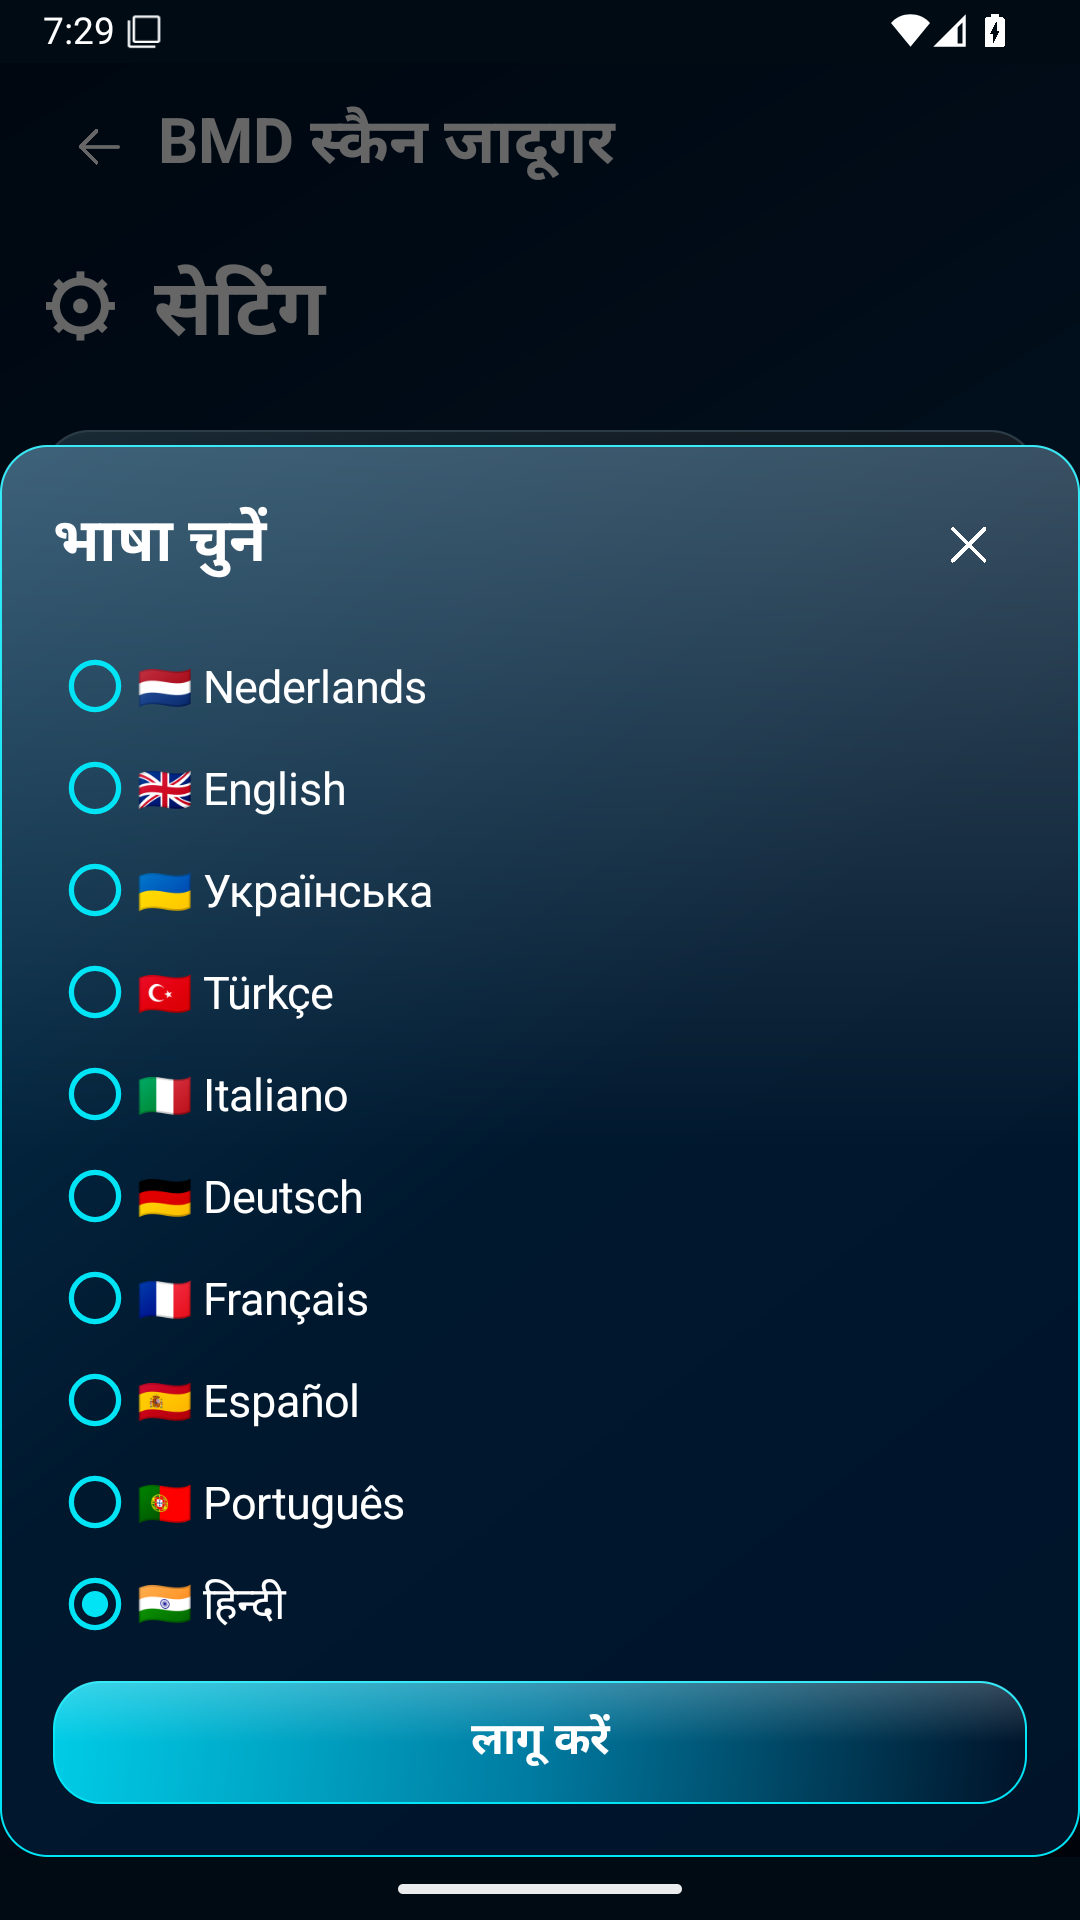 7:29
BMD स्कैन जादूगर
सेटिंग
भाषा चुनें
Nederlands
English
Українська
Türkçe
Italiano
Deutsch
Français
Español
Português
हिन्दी
लागू करें